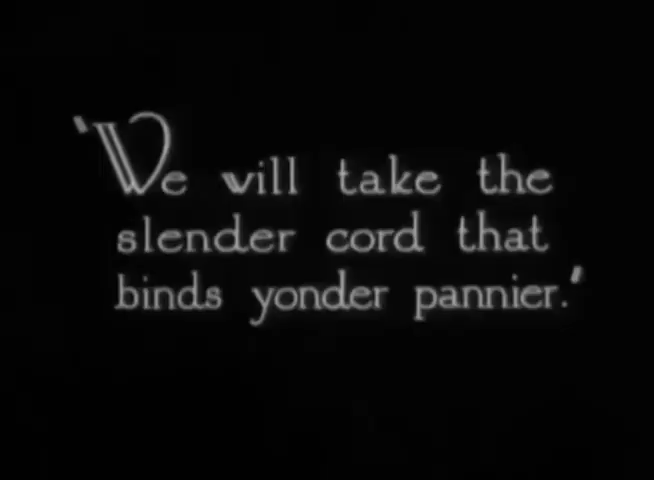 "We will take the
slender cord that
binds yonder pannier."